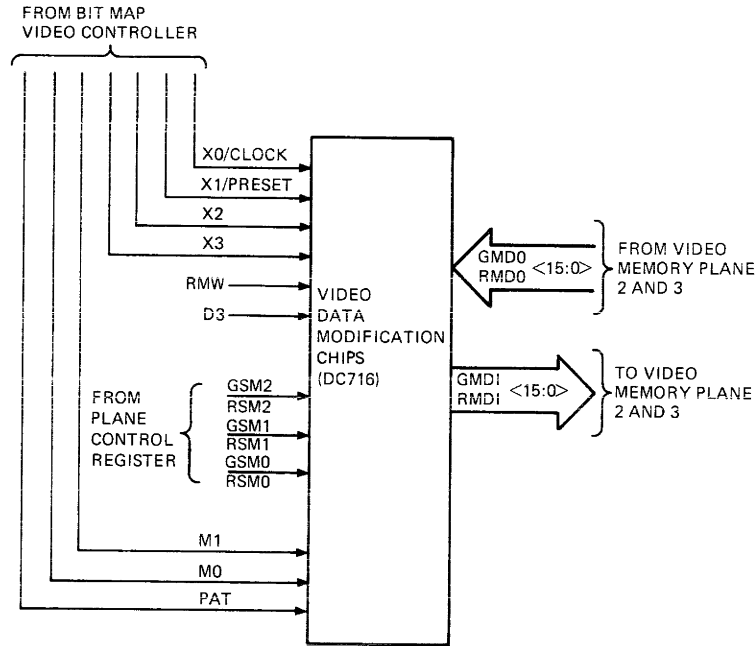 FROM BIT MAP
VIDEO CONTROLLER
X0/CLOCK
X1/PRESET
X2
X3
RMW
D3
VIDEO
DATA
MODIFICATION
CHIPS
(DC716)
GMDO
RMDO
<15:0>
FROM VIDEO
MEMORY PLANE
2 AND 3
GMDI
RMDI
<15:0>
TO VIDEO
MEMORY PLANE
2 AND 3
FROM
PLANE
CONTROL
REGISTER
GSM2
RSM2
GSM1
RSM1
GSM0
RSM0
M1
M0
PAT